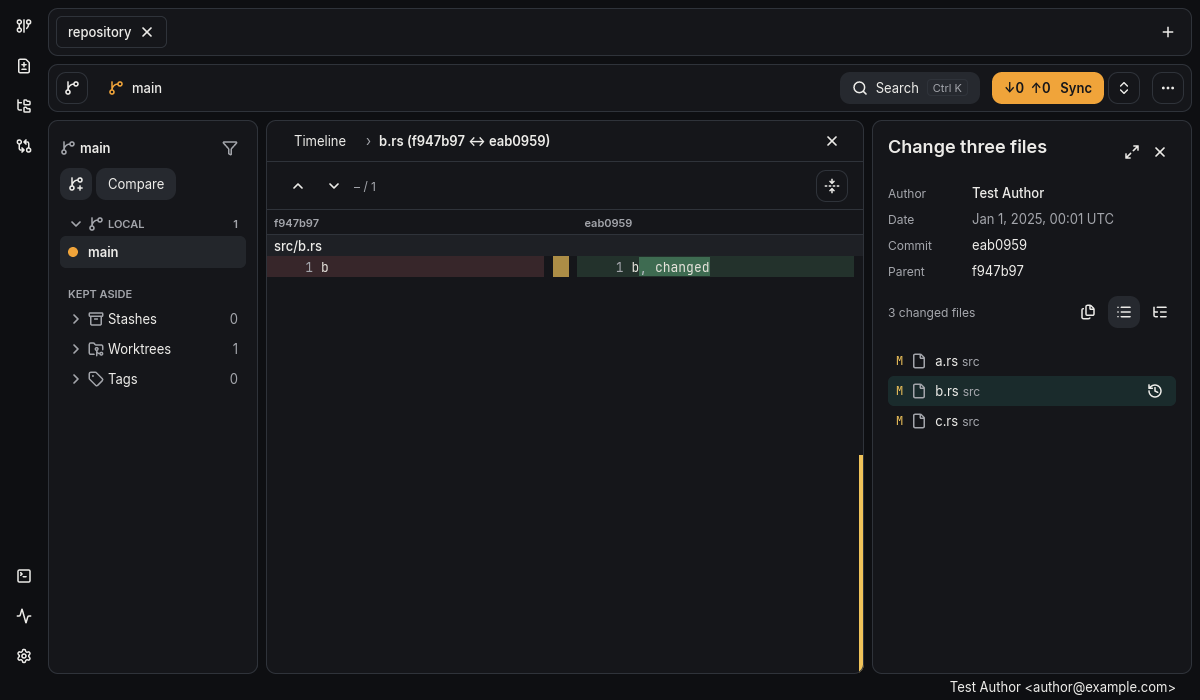 repository
main
Search Ctrl K
↓0 ↑0 Sync
main
Compare
LOCAL 1
main
KEPT ASIDE
Stashes 0
Worktrees 1
Tags 0
Timeline › b.rs (f947b97 ↔ eab0959)
– / 1
f947b97 eab0959
src/b.rs
1 b 1 b, changed
Change three files
Author Test Author
Date Jan 1, 2025, 00:01 UTC
Commit eab0959
Parent f947b97
3 changed files
M a.rs src
M b.rs src
M c.rs src
Test Author <author@example.com>